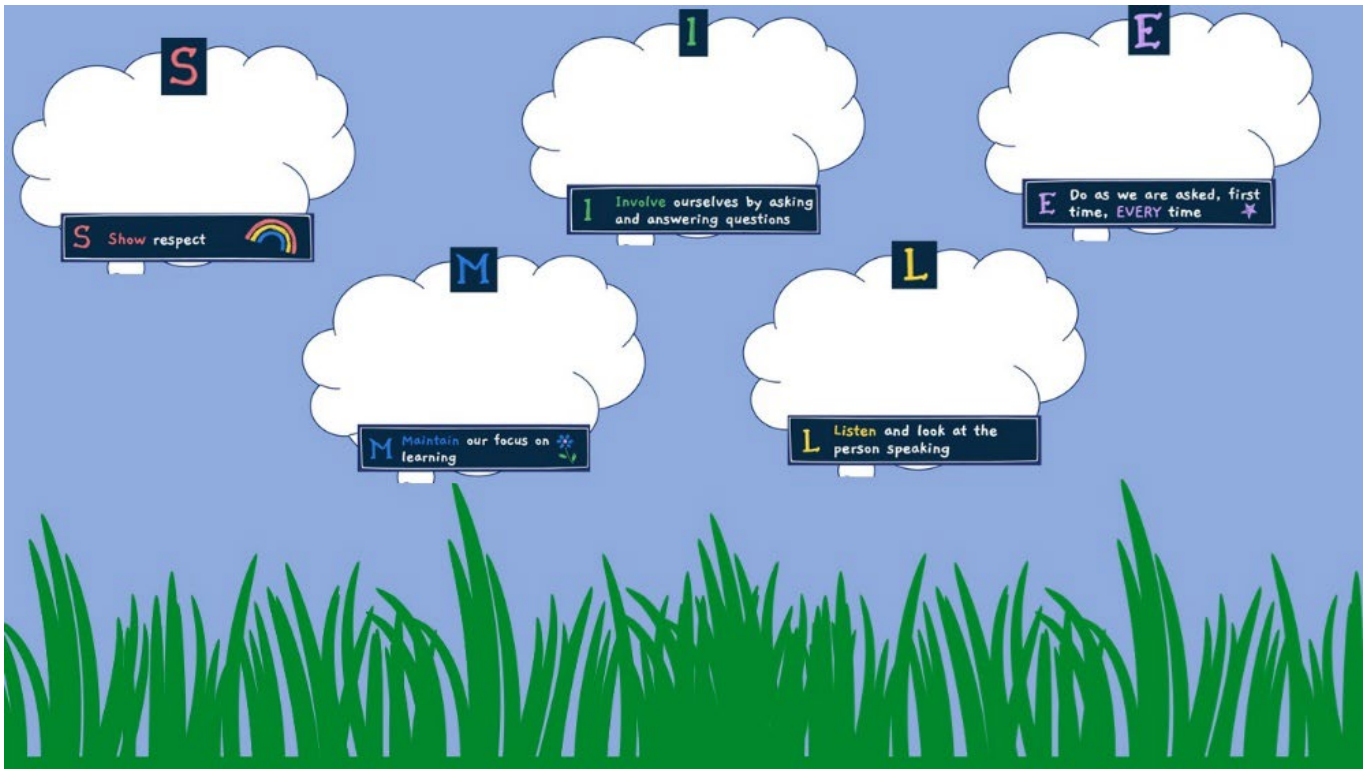 S
S Show respect
M
M Maintain our focus on
learning
I
I Involve ourselves by asking
and answering questions
L
L Listen and look at the
person speaking
E
E Do as we are asked, first
time, EVERY time